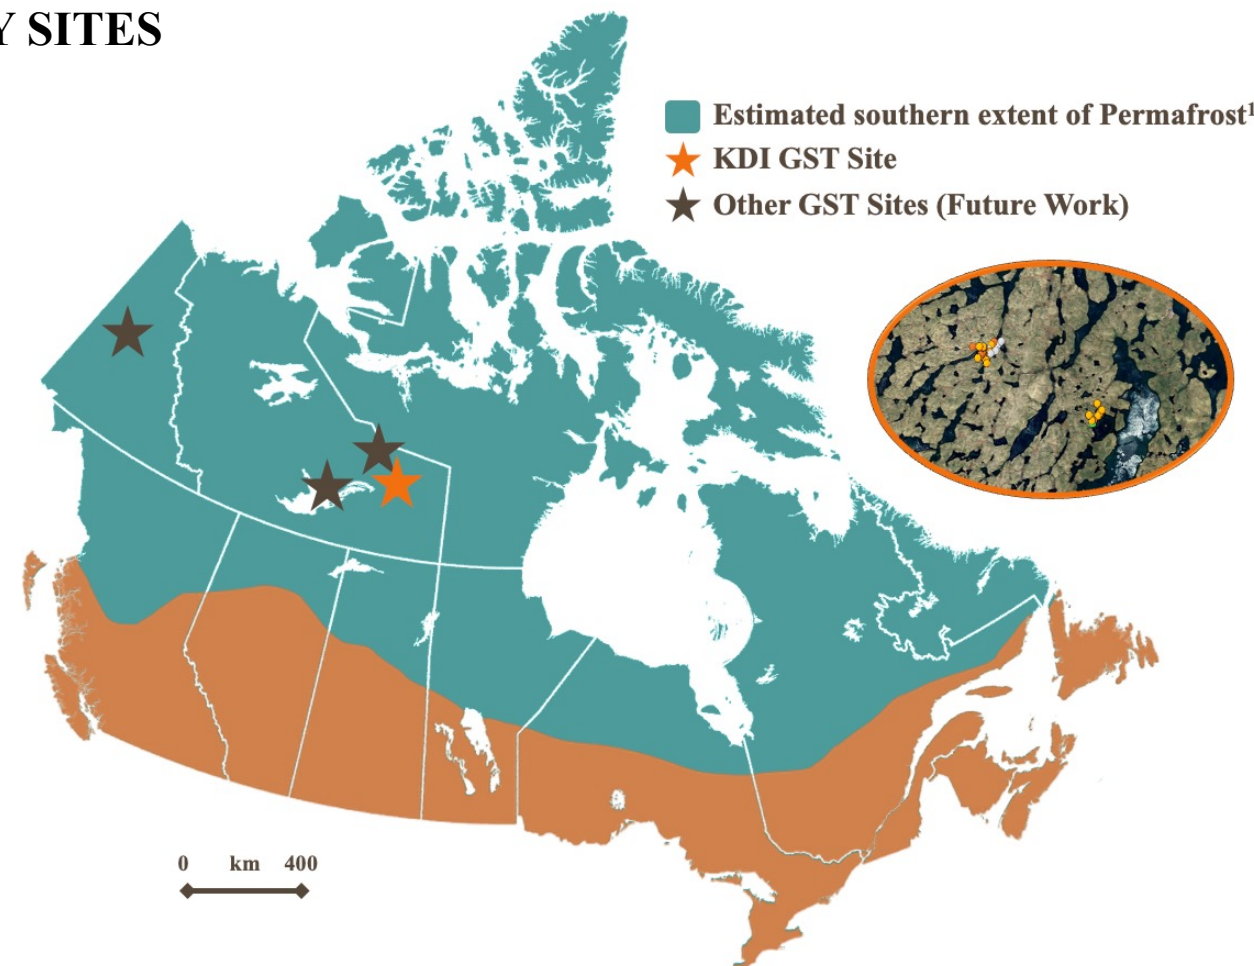 Y SITES
Estimated southern extent of Permafrost¹
KDI GST Site
Other GST Sites (Future Work)
0 km 400